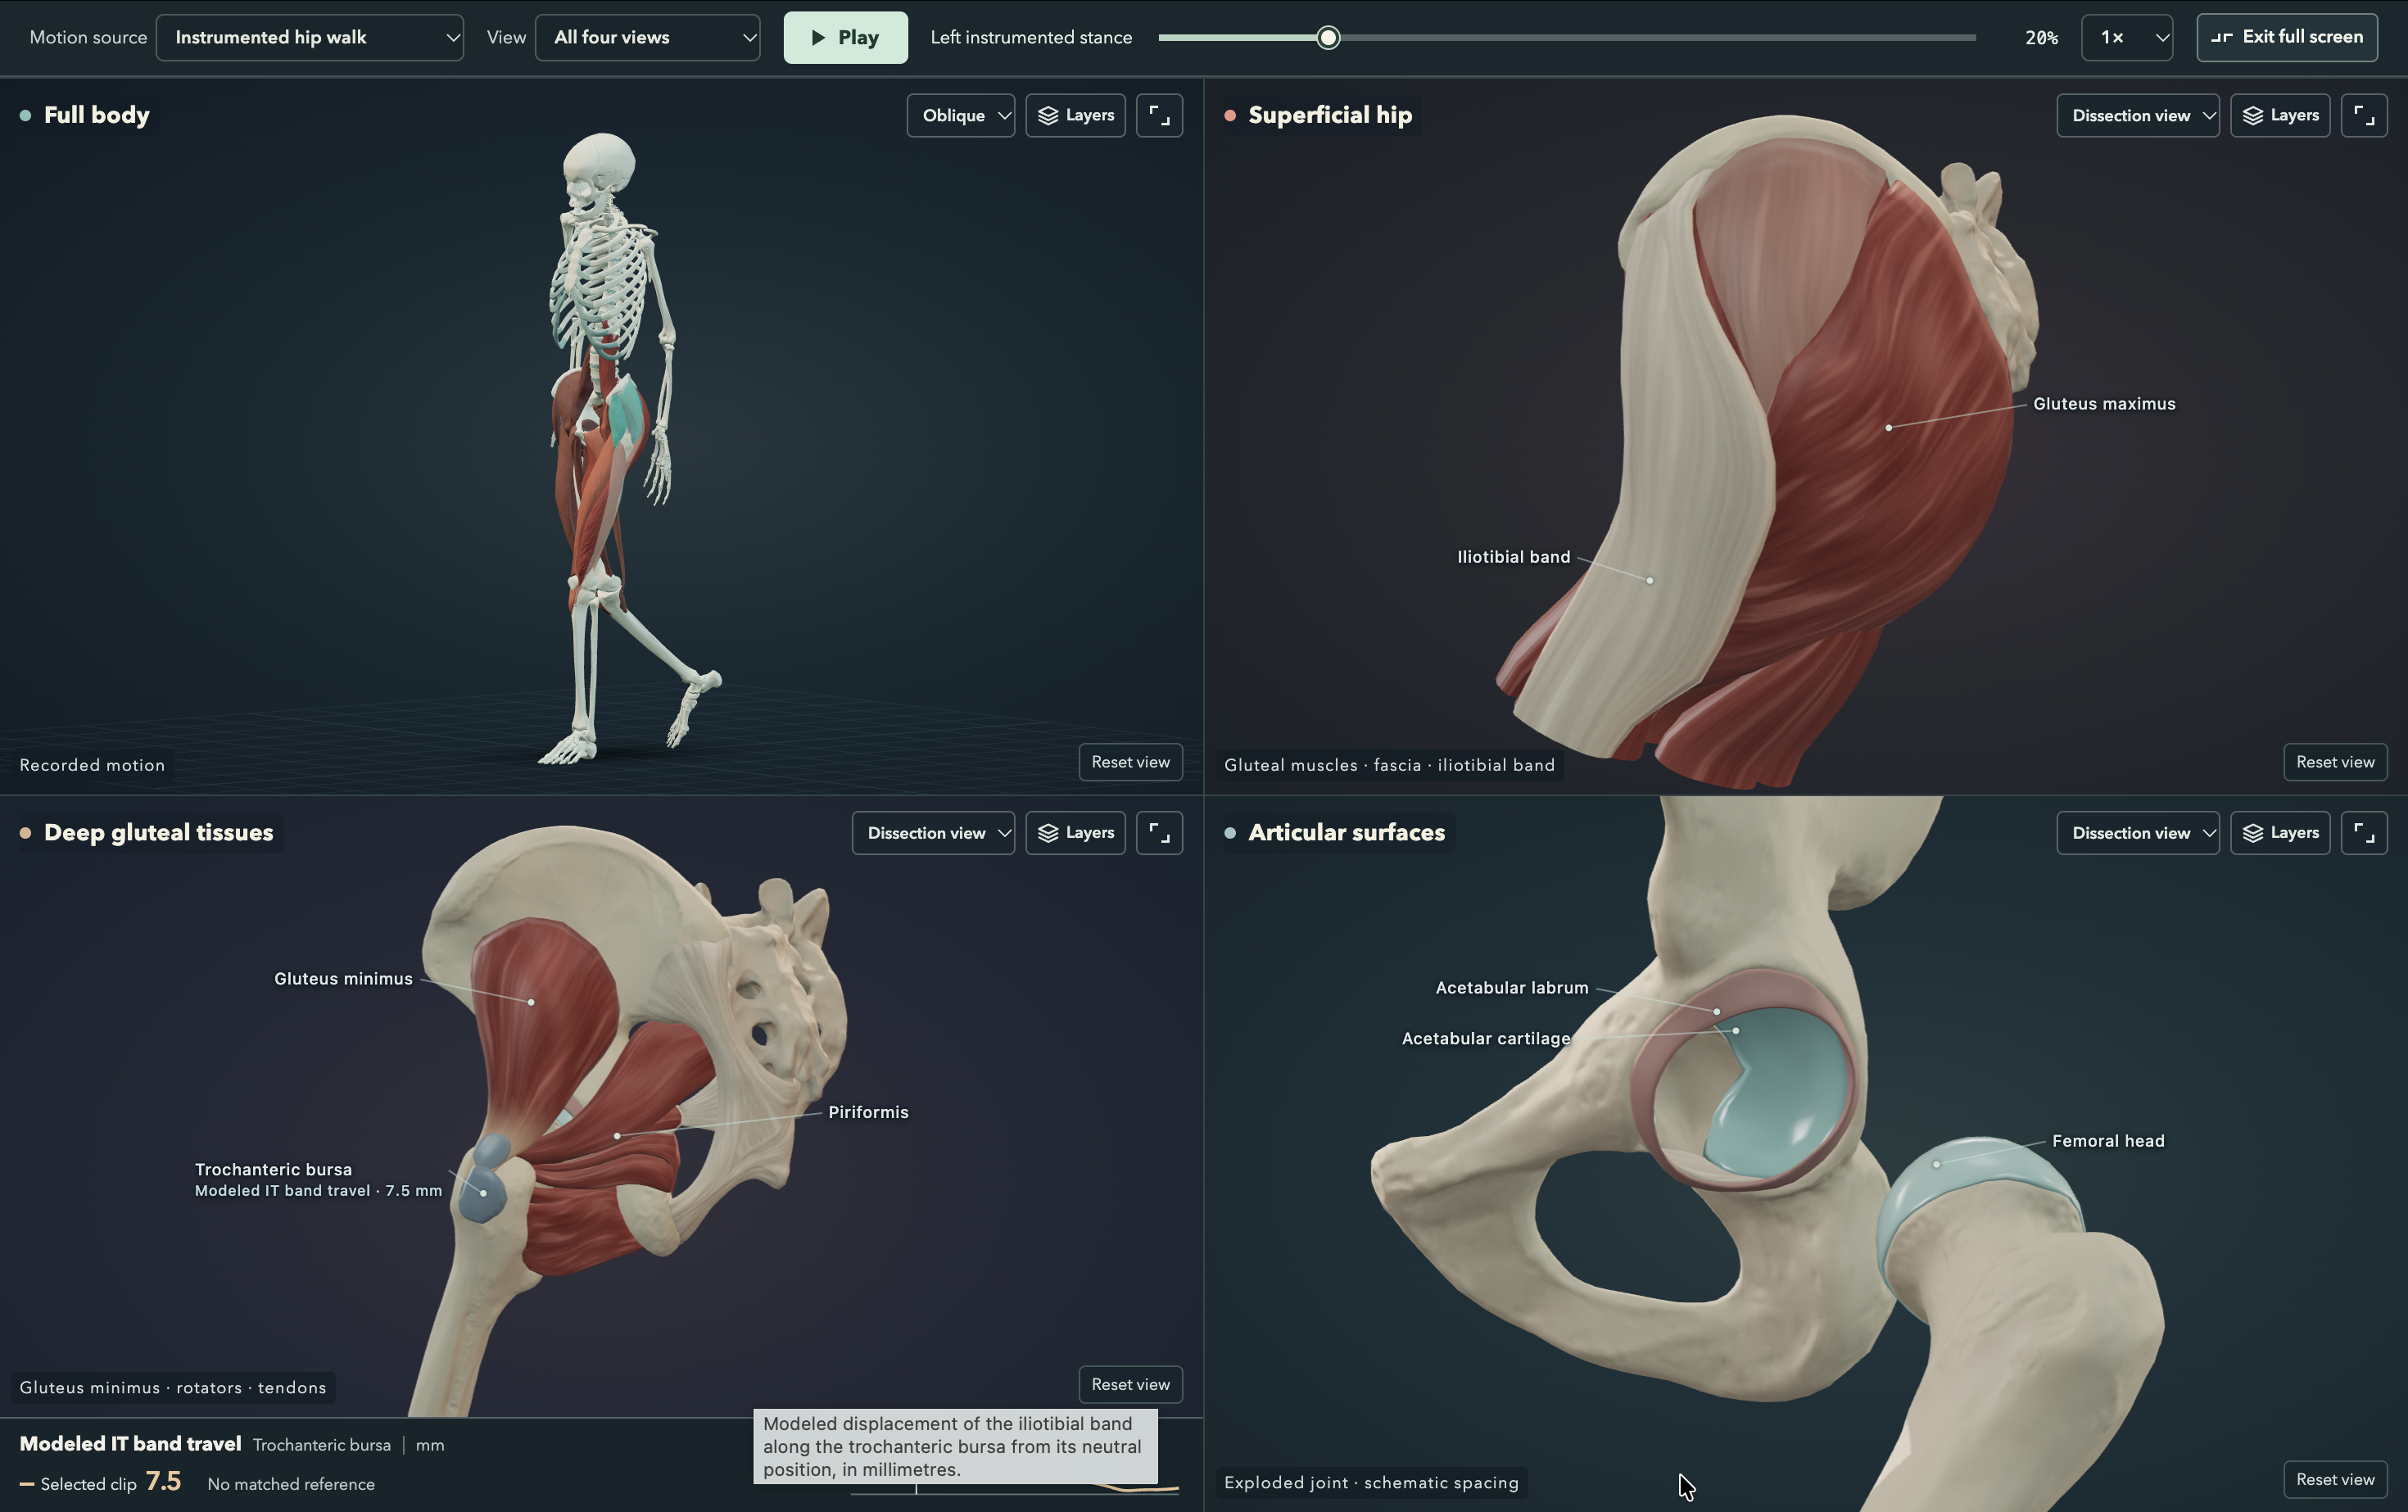 Motion source
Instrumented hip walk
View
All four views
Play
Left instrumented stance
20%
1×
Exit full screen
Full body
Oblique
Layers
Recorded motion
Reset view
Superficial hip
Dissection view
Layers
Gluteus maximus
Iliotibial band
Gluteal muscles · fascia · iliotibial band
Reset view
Deep gluteal tissues
Dissection view
Layers
Gluteus minimus
Piriformis
Trochanteric bursa
Modeled IT band travel · 7.5 mm
Gluteus minimus · rotators · tendons
Reset view
Modeled IT band travel Trochanteric bursa | mm
Selected clip 7.5 No matched reference
Modeled displacement of the iliotibial band
along the trochanteric bursa from its neutral
position, in millimetres.
Articular surfaces
Dissection view
Layers
Acetabular labrum
Acetabular cartilage
Femoral head
Exploded joint · schematic spacing
Reset view